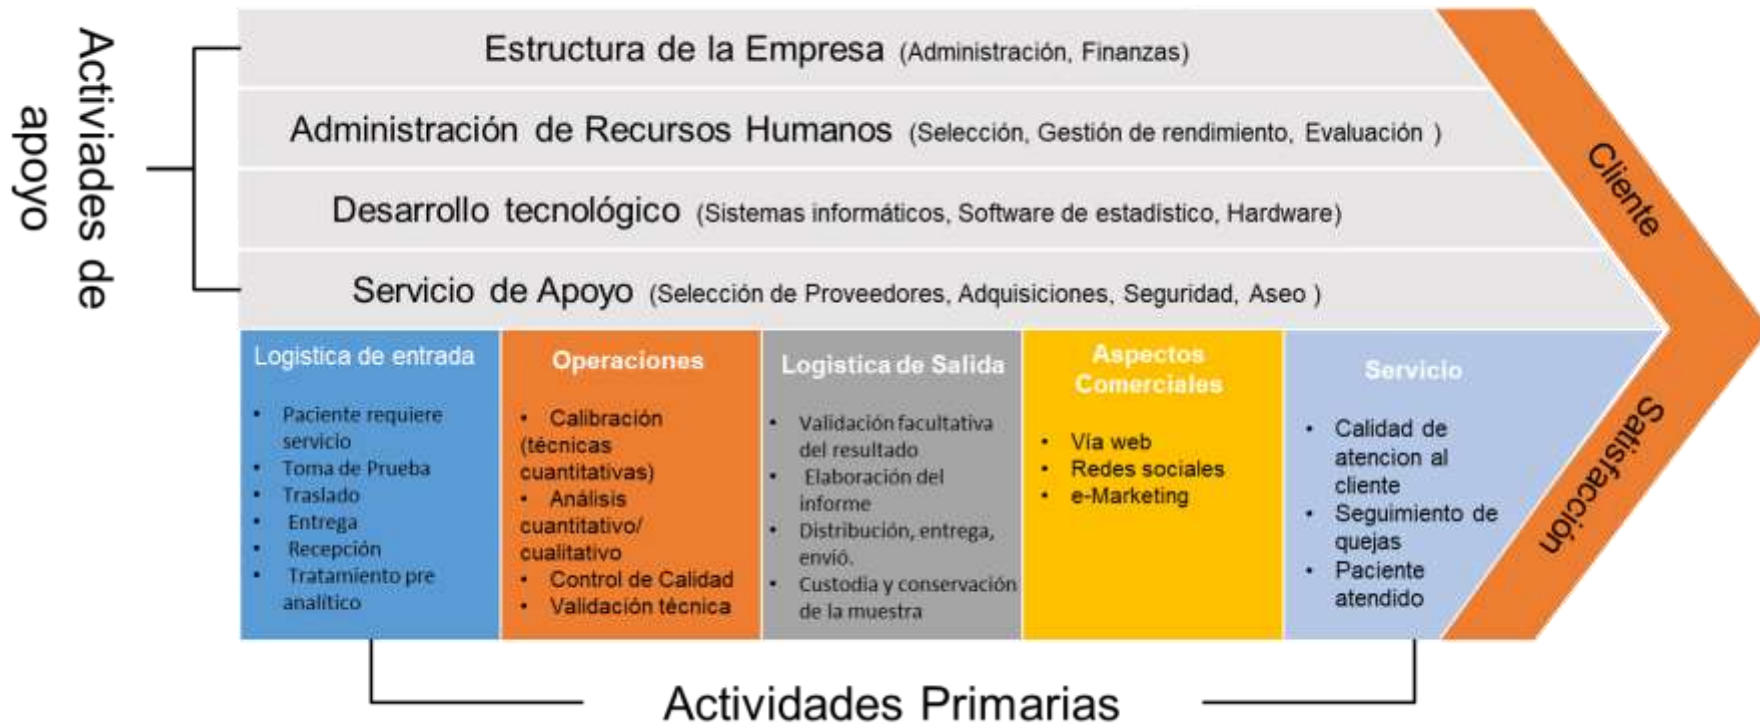 Activiades de
apoyo
Estructura de la Empresa (Administración, Finanzas)
Administración de Recursos Humanos (Selección, Gestión de rendimiento, Evaluación )
Desarrollo tecnológico (Sistemas informáticos, Software de estadístico, Hardware)
Servicio de Apoyo (Selección de Proveedores, Adquisiciones, Seguridad, Aseo )
Cliente
Satisfacción
Logistica de entrada
• Paciente requiere
servicio
• Toma de Prueba
• Traslado
• Entrega
• Recepción
• Tratamiento pre
analítico
Operaciones
• Calibración
(técnicas
cuantitativas)
• Análisis
cuantitativo/
cualitativo
• Control de Calidad
• Validación técnica
Logistica de Salida
• Validación facultativa
del resultado
• Elaboración del
informe
• Distribución, entrega,
envió.
• Custodia y conservación
de la muestra
Aspectos
Comerciales
• Vía web
• Redes sociales
• e-Marketing
Servicio
• Calidad de
atencion al
cliente
• Seguimiento de
quejas
• Paciente
atendido
Actividades Primarias